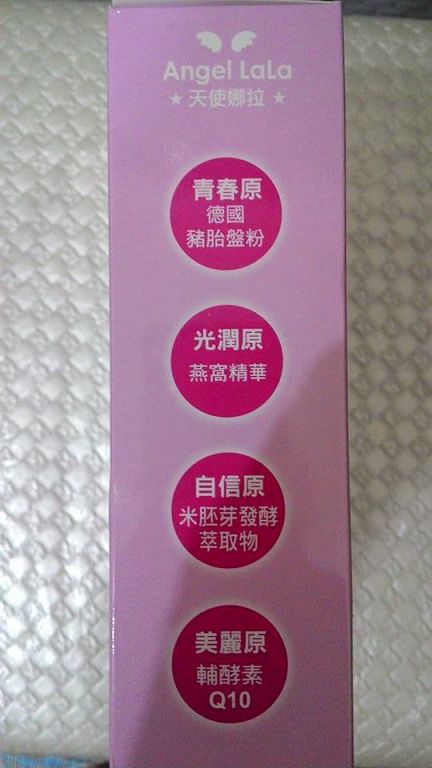 Angel LaLa
★ 天使娜拉 ★
青春原
德國
豬胎盤粉
光潤原
燕窩精華
自信原
米胚芽發酵
萃取物
美麗原
輔酵素
Q10